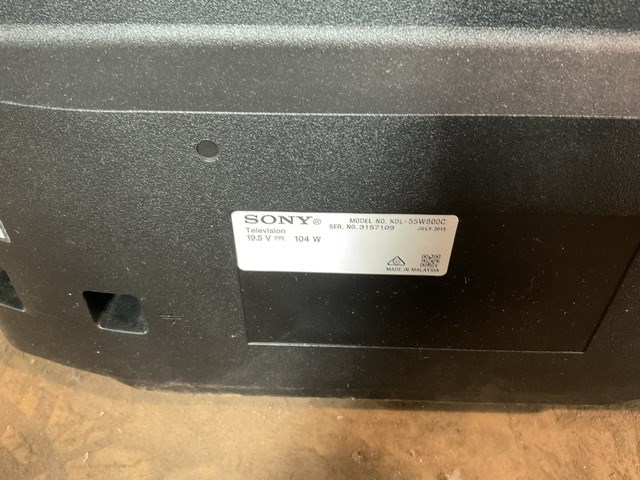 SONY®
MODEL NO. KDL-55W800C
Television
SER. NO. 3157109
JULY 2015
19.5 V ⎓ 104 W
MADE IN MALAYSIA